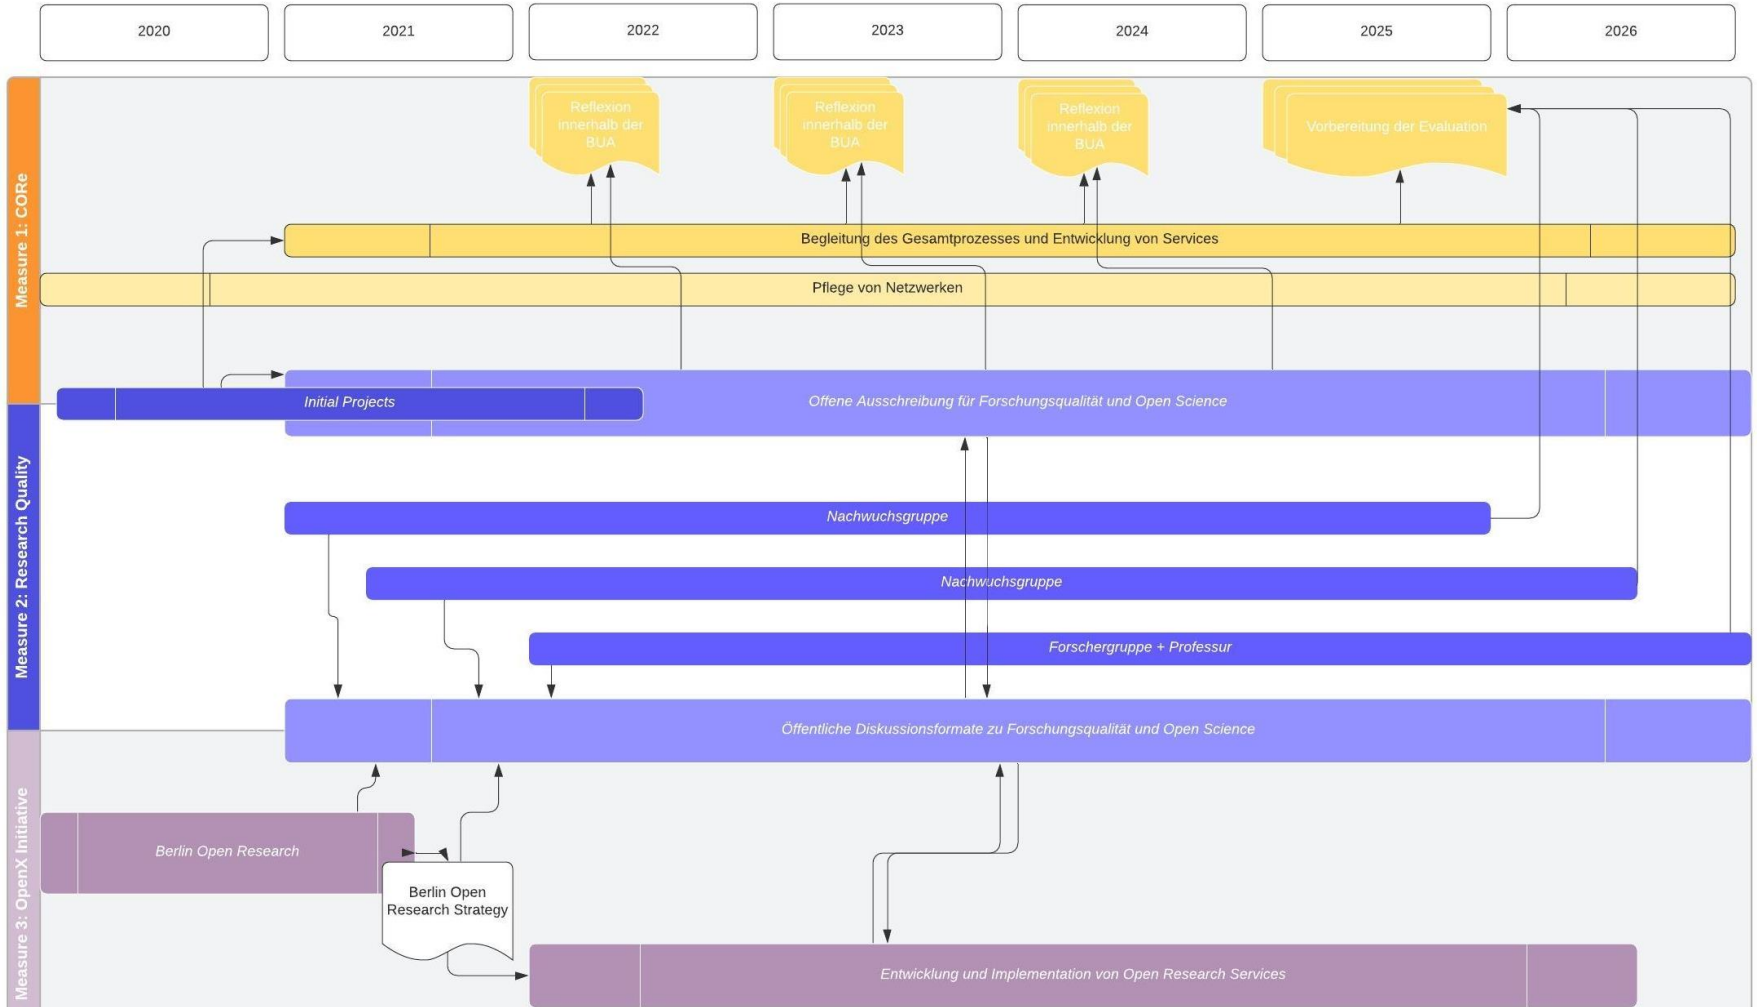 2020
2021
2022
2023
2024
2025
2026
Measure 1: CORe
Reflexion
innerhalb der
BUA
Reflexion
innerhalb der
BUA
Reflexion
innerhalb der
BUA
Vorbereitung der Evaluation
Begleitung des Gesamtprozesses und Entwicklung von Services
Pflege von Netzwerken
Measure 2: Research Quality
Initial Projects
Offene Ausschreibung für Forschungsqualität und Open Science
Nachwuchsgruppe
Nachwuchsgruppe
Forschergruppe + Professur
Öffentliche Diskussionsformate zu Forschungsqualität und Open Science
Measure 3: OpenX Initiative
Berlin Open Research
Berlin Open
Research Strategy
Entwicklung und Implementation von Open Research Services